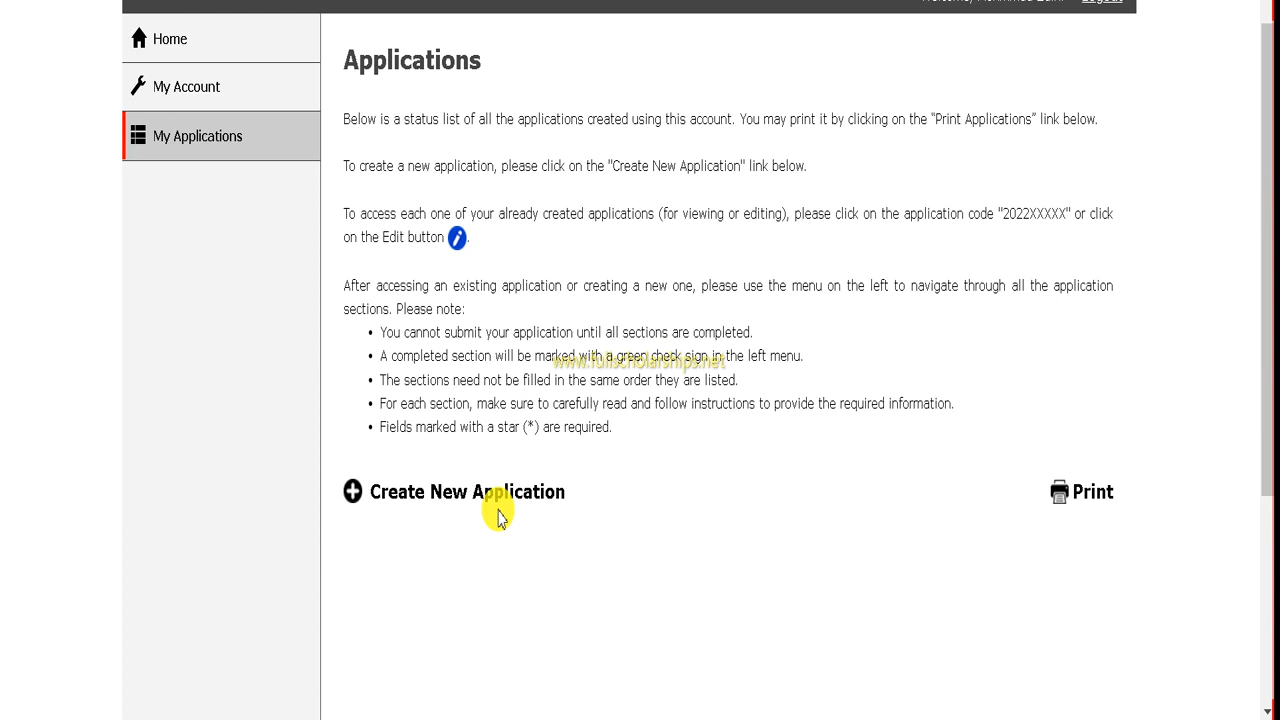 Home
My Account
My Applications
Applications
Below is a status list of all the applications created using this account. You may print it by clicking on the "Print Applications" link below.
To create a new application, please click on the "Create New Application" link below.
To access each one of your already created applications (for viewing or editing), please click on the application code "2022XXXXX" or click
on the Edit button .
After accessing an existing application or creating a new one, please use the menu on the left to navigate through all the application
sections. Please note:
• You cannot submit your application until all sections are completed.
• A completed section will be marked with a green check sign in the left menu.
www.fullscholarships.net
• The sections need not be filled in the same order they are listed.
• For each section, make sure to carefully read and follow instructions to provide the required information.
• Fields marked with a star (*) are required.
Create New Application
Print